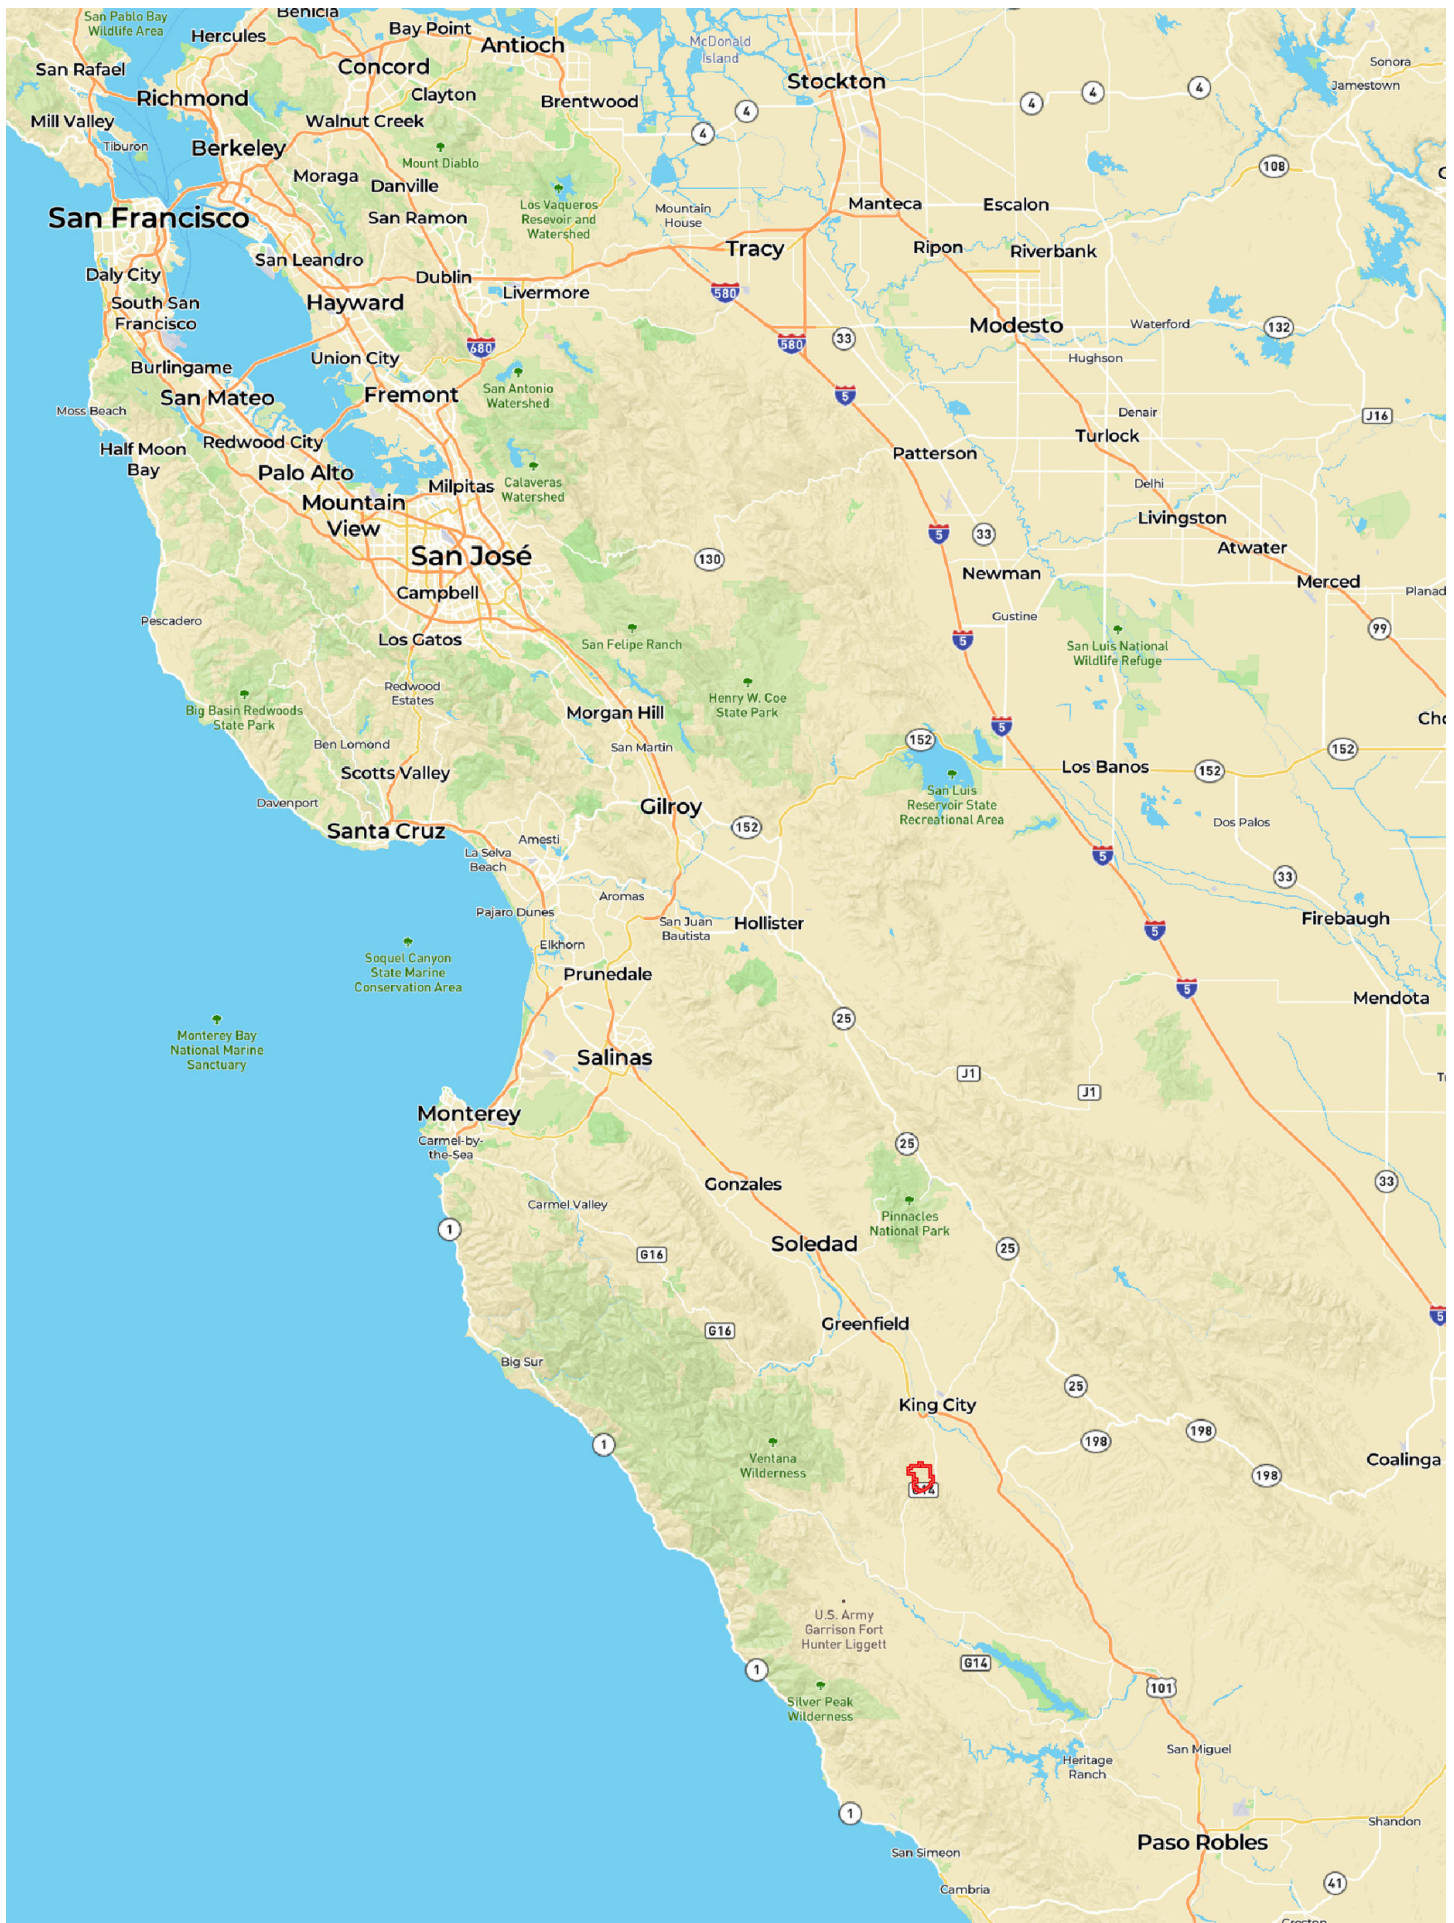 San Pablo Bay
Wildlife Area
Benicia
Hercules
Bay Point
Antioch
McDonald
Island
Stockton
Sonora
Jamestown
San Rafael
Concord
Richmond
Clayton
Brentwood
4
4
4
4
4
Mill Valley
Walnut Creek
Tiburon
Berkeley
Mount Diablo
108
Moraga
Danville
San Francisco
San Ramon
Los Vaqueros
Resevoir and
Watershed
Mountain
House
Manteca
Escalon
San Leandro
Tracy
Ripon
Riverbank
Daly City
Dublin
Livermore
580
South San
Francisco
Hayward
Modesto
Waterford
132
580
33
Union City
680
Hughson
Burlingame
San Mateo
Fremont
San Antonio
Watershed
5
Moss Beach
Denair
J16
Half Moon
Bay
Redwood City
Turlock
Patterson
Palo Alto
Milpitas
Calaveras
Watershed
Delhi
Mountain
View
Livingston
San José
5
33
Atwater
130
Newman
Merced
Campbell
Planad
Pescadero
Gustine
99
Los Gatos
San Felipe Ranch
5
San Luis National
Wildlife Refuge
Redwood
Estates
Big Basin Redwoods
State Park
Henry W. Coe
State Park
Morgan Hill
5
Cho
Ben Lomond
San Martin
152
152
Scotts Valley
Los Banos
152
Davenport
Gilroy
San Luis
Reservoir State
Recreational Area
Santa Cruz
152
Dos Palos
Amesti
La Selva
Beach
5
33
Aromas
Pajaro Dunes
San Juan
Bautista
Hollister
Firebaugh
5
Elkhorn
Soquel Canyon
State Marine
Conservation Area
Prunedale
5
Mendota
Monterey Bay
National Marine
Sanctuary
25
Salinas
J1
J1
Monterey
Carmel-by-
the-Sea
25
Gonzales
33
Carmel Valley
Pinnacles
National Park
1
Soledad
25
G16
5
Greenfield
G16
Big Sur
25
King City
198
198
1
Ventana
Wilderness
Coalinga
198
U.S. Army
Garrison Fort
Hunter Liggett
G14
1
101
Silver Peak
Wilderness
San Miguel
Heritage
Ranch
1
Shandon
Paso Robles
San Simeon
41
Cambria